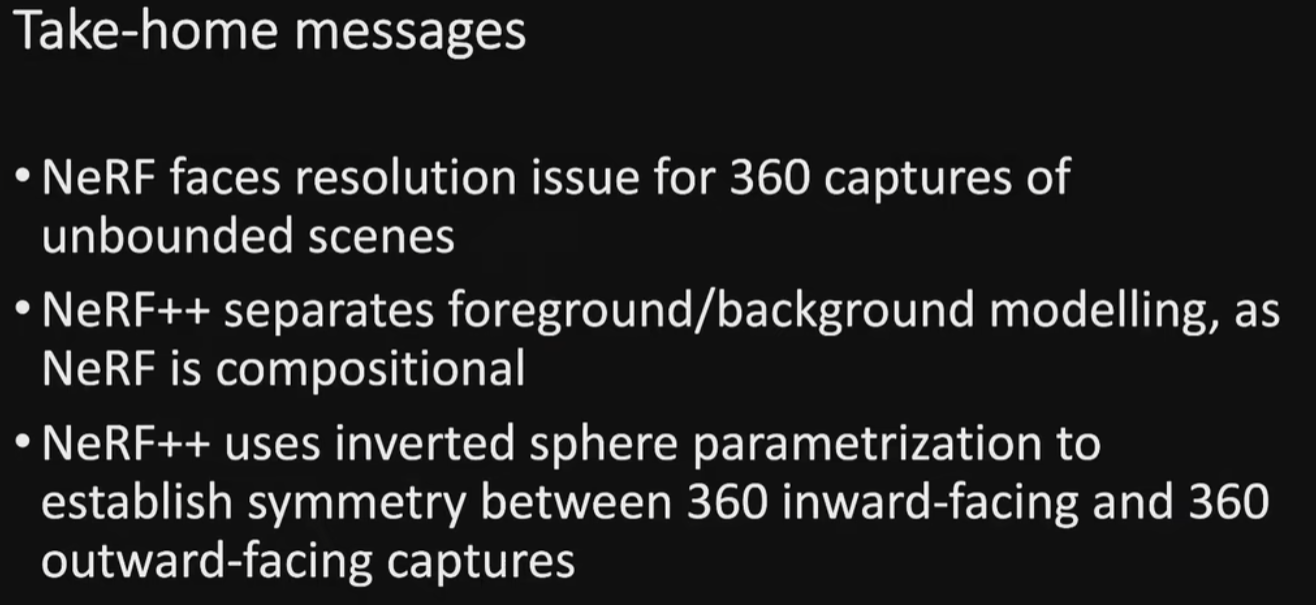 Take-home messages
• NeRF faces resolution issue for 360 captures of
unbounded scenes
• NeRF++ separates foreground/background modelling, as
NeRF is compositional
• NeRF++ uses inverted sphere parametrization to
establish symmetry between 360 inward-facing and 360
outward-facing captures